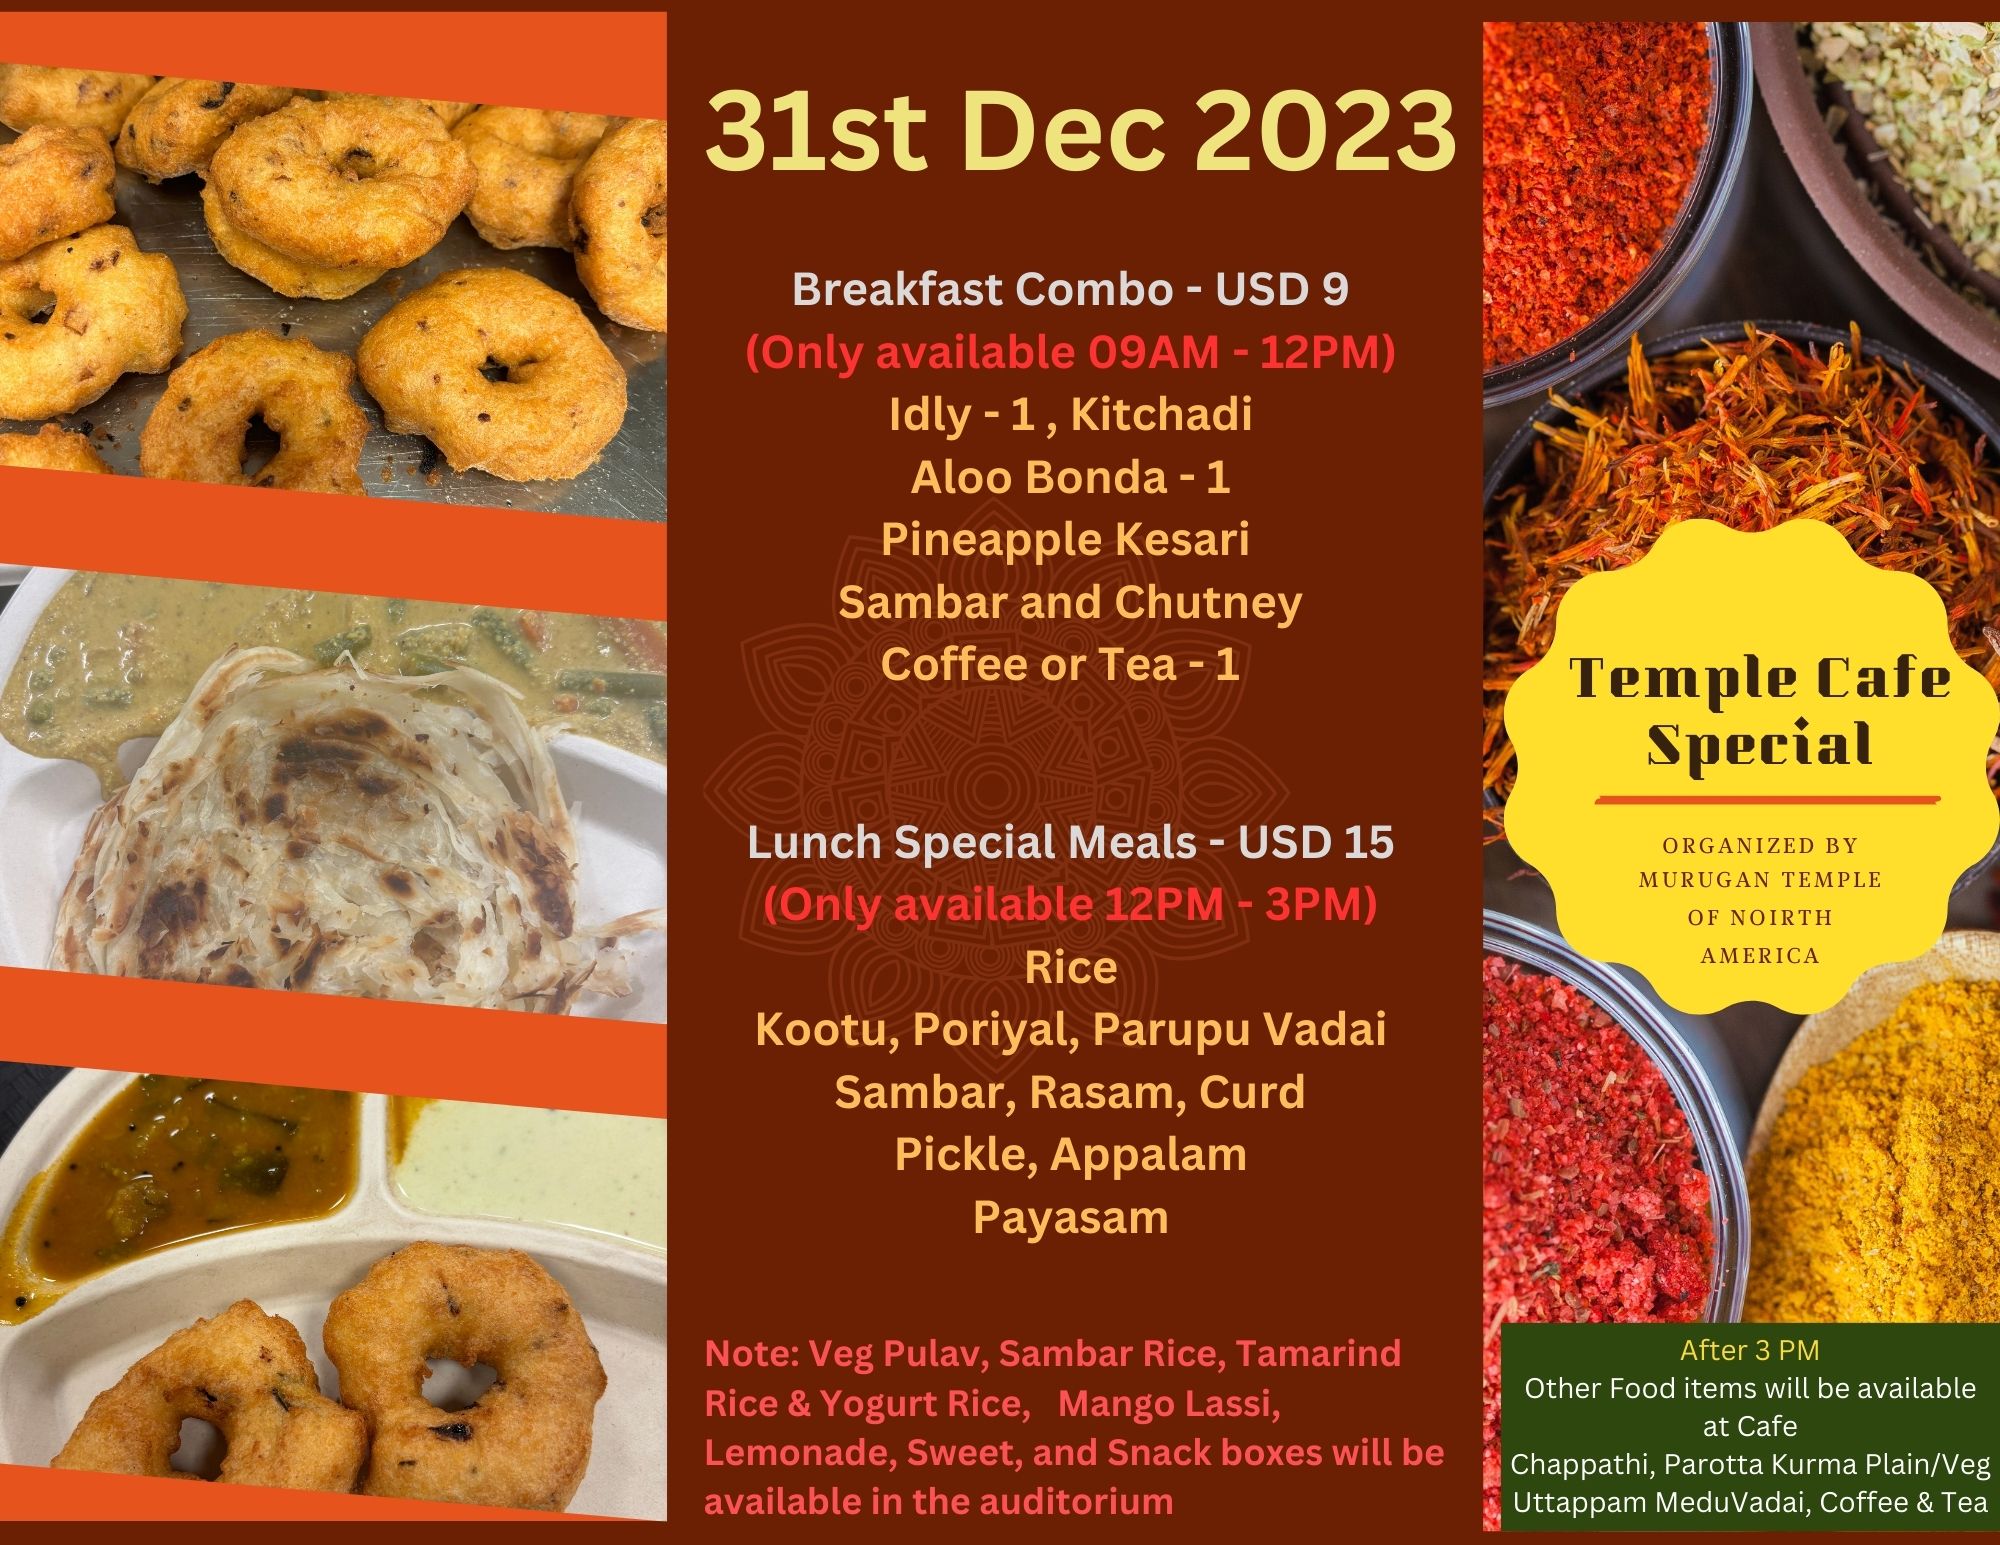 31st Dec 2023
Breakfast Combo - USD 9
(Only available 09AM - 12PM)
Idly - 1 , Kitchadi
Aloo Bonda - 1
Pineapple Kesari
Sambar and Chutney
Coffee or Tea - 1
Lunch Special Meals - USD 15
(Only available 12PM - 3PM)
Rice
Kootu, Poriyal, Parupu Vadai
Sambar, Rasam, Curd
Pickle, Appalam
Payasam
Note: Veg Pulav, Sambar Rice, Tamarind
Rice & Yogurt Rice, Mango Lassi,
Lemonade, Sweet, and Snack boxes will be
available in the auditorium
Temple Cafe
Special
ORGANIZED BY
MURUGAN TEMPLE
OF NOIRTH
AMERICA
After 3 PM
Other Food items will be available
at Cafe
Chappathi, Parotta Kurma Plain/Veg
Uttappam MeduVadai, Coffee & Tea